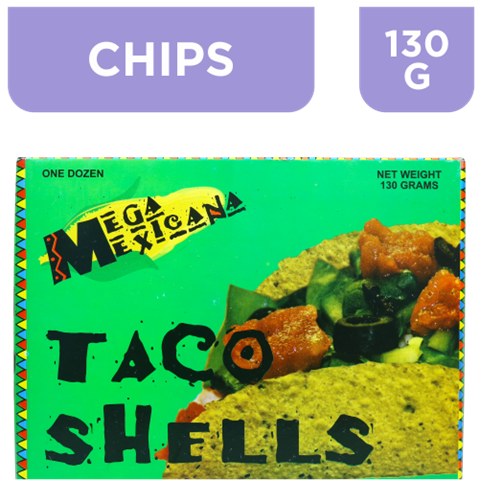 CHIPS
130
G
ONE DOZEN
NET WEIGHT
130 GRAMS
MEGA
MEXICANA
TACO
SHELLS